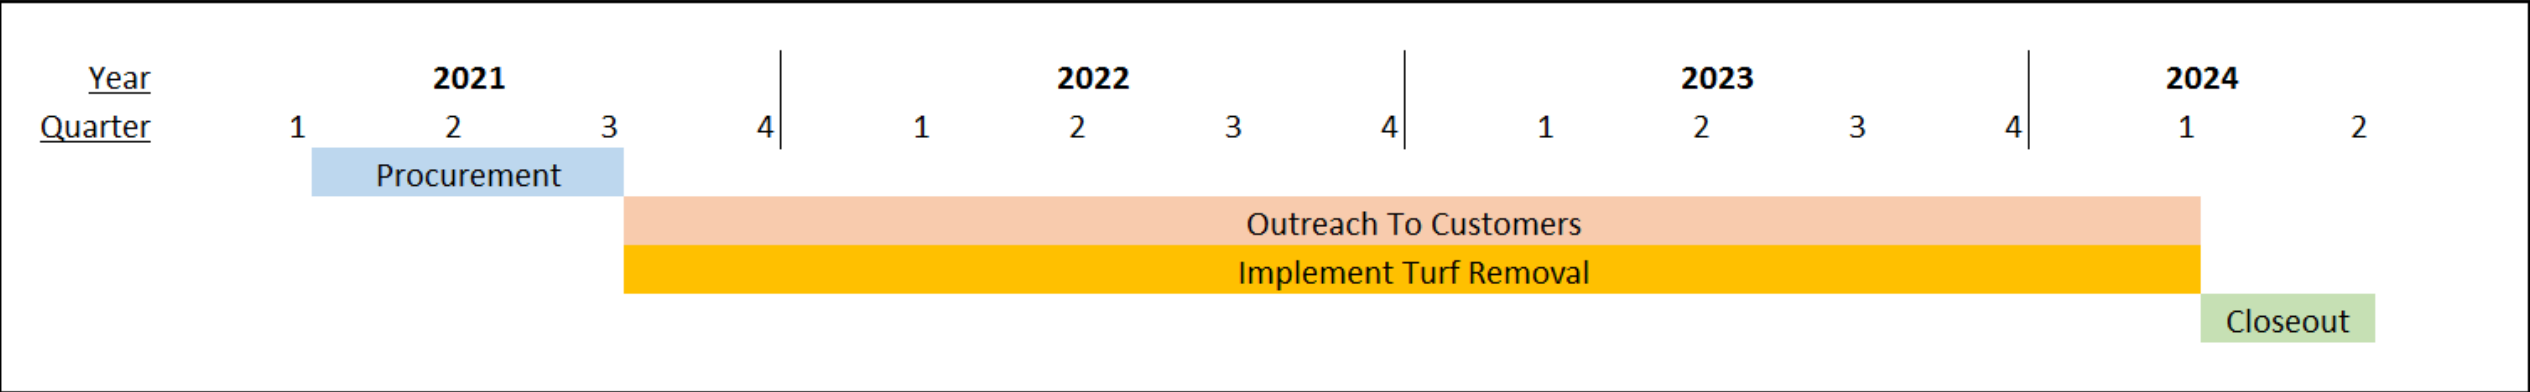 Year 2021 2022 2023 2024
Quarter 1 2 3 4 1 2 3 4 1 2 3 4 1 2
Procurement
Outreach To Customers
Implement Turf Removal
Closeout